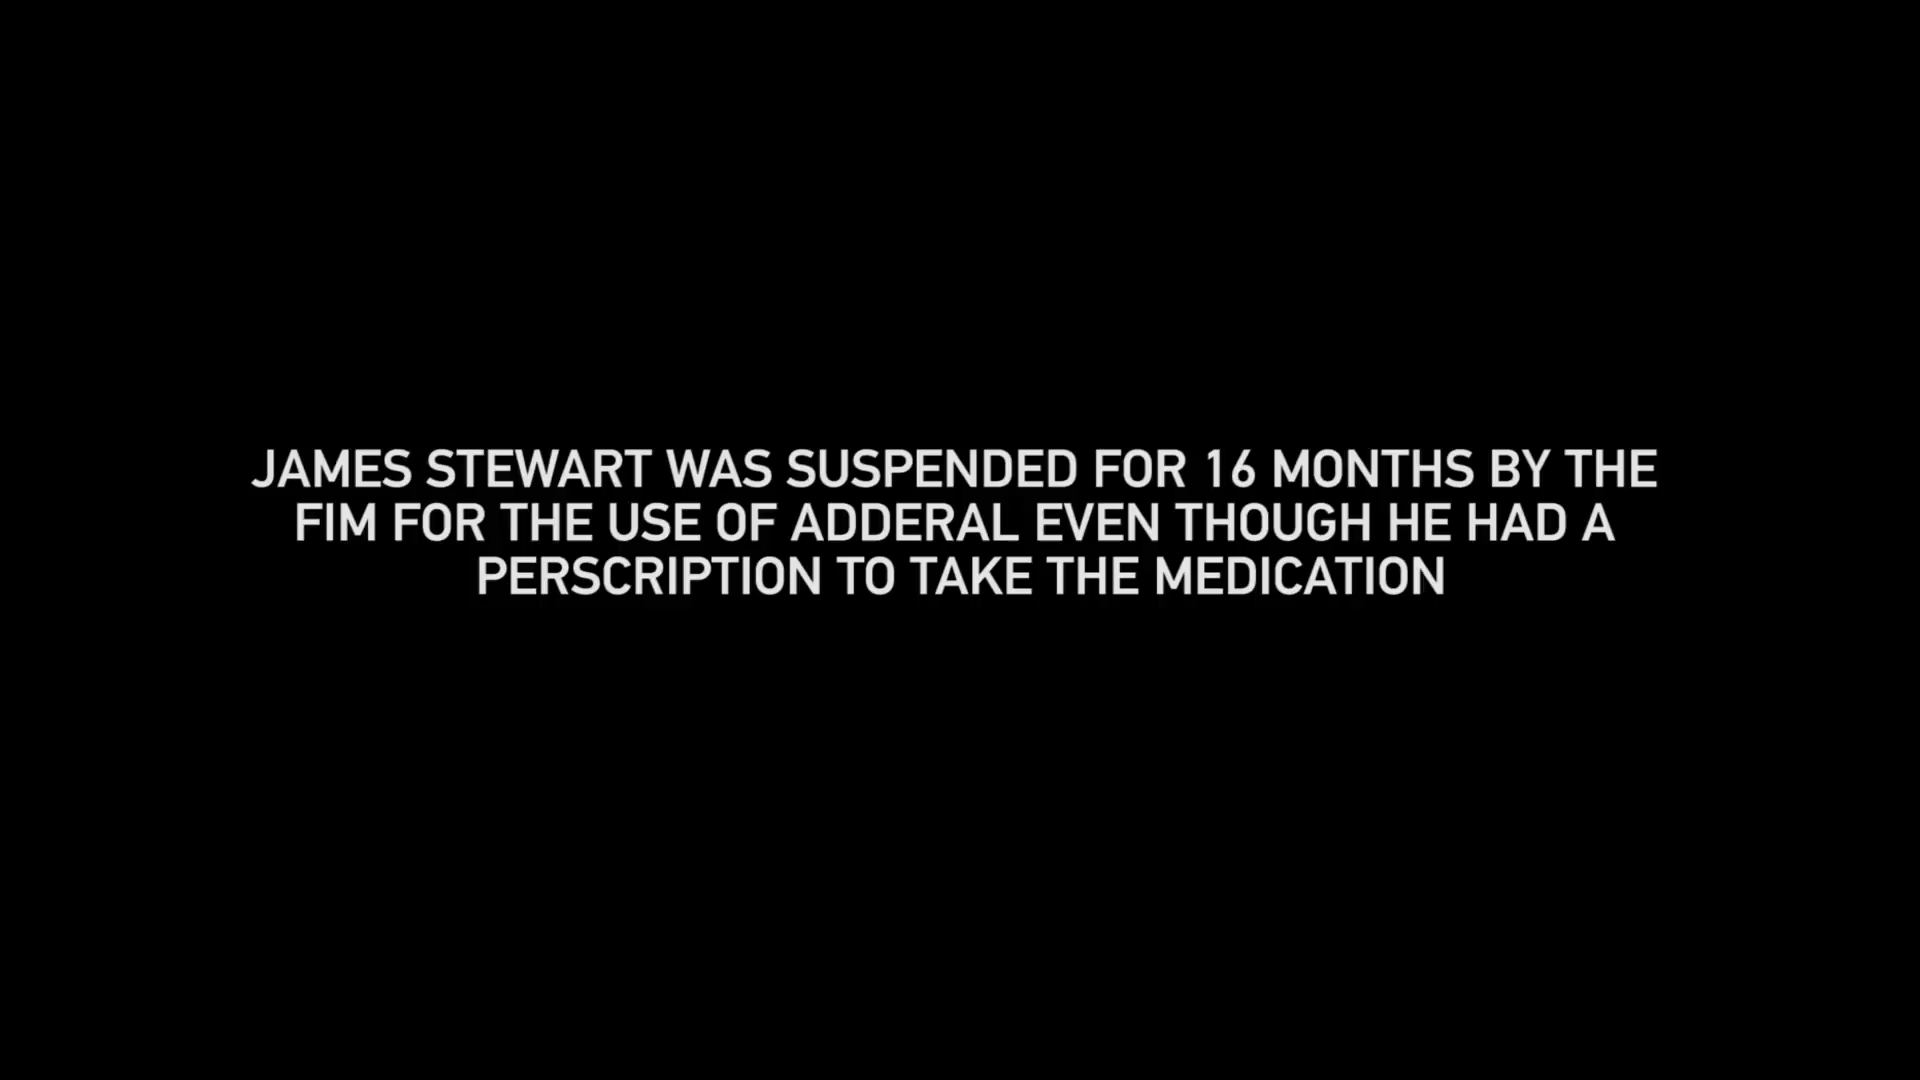 JAMES STEWART WAS SUSPENDED FOR 16 MONTHS BY THE
FIM FOR THE USE OF ADDERAL EVEN THOUGH HE HAD A
PERSCRIPTION TO TAKE THE MEDICATION